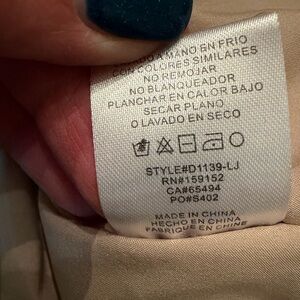 LAVADO A MANO EN FRIO
CON COLORES SIMILARES
NO REMOJAR
NO BLANQUEADOR
PLANCHAR EN CALOR BAJO
SECAR PLANO
O LAVADO EN SECO
STYLE#D1139-LJ
RN#159152
CA#65494
PO#S402
MADE IN CHINA
HECHO EN CHINA
FABRIQUE EN CHINE